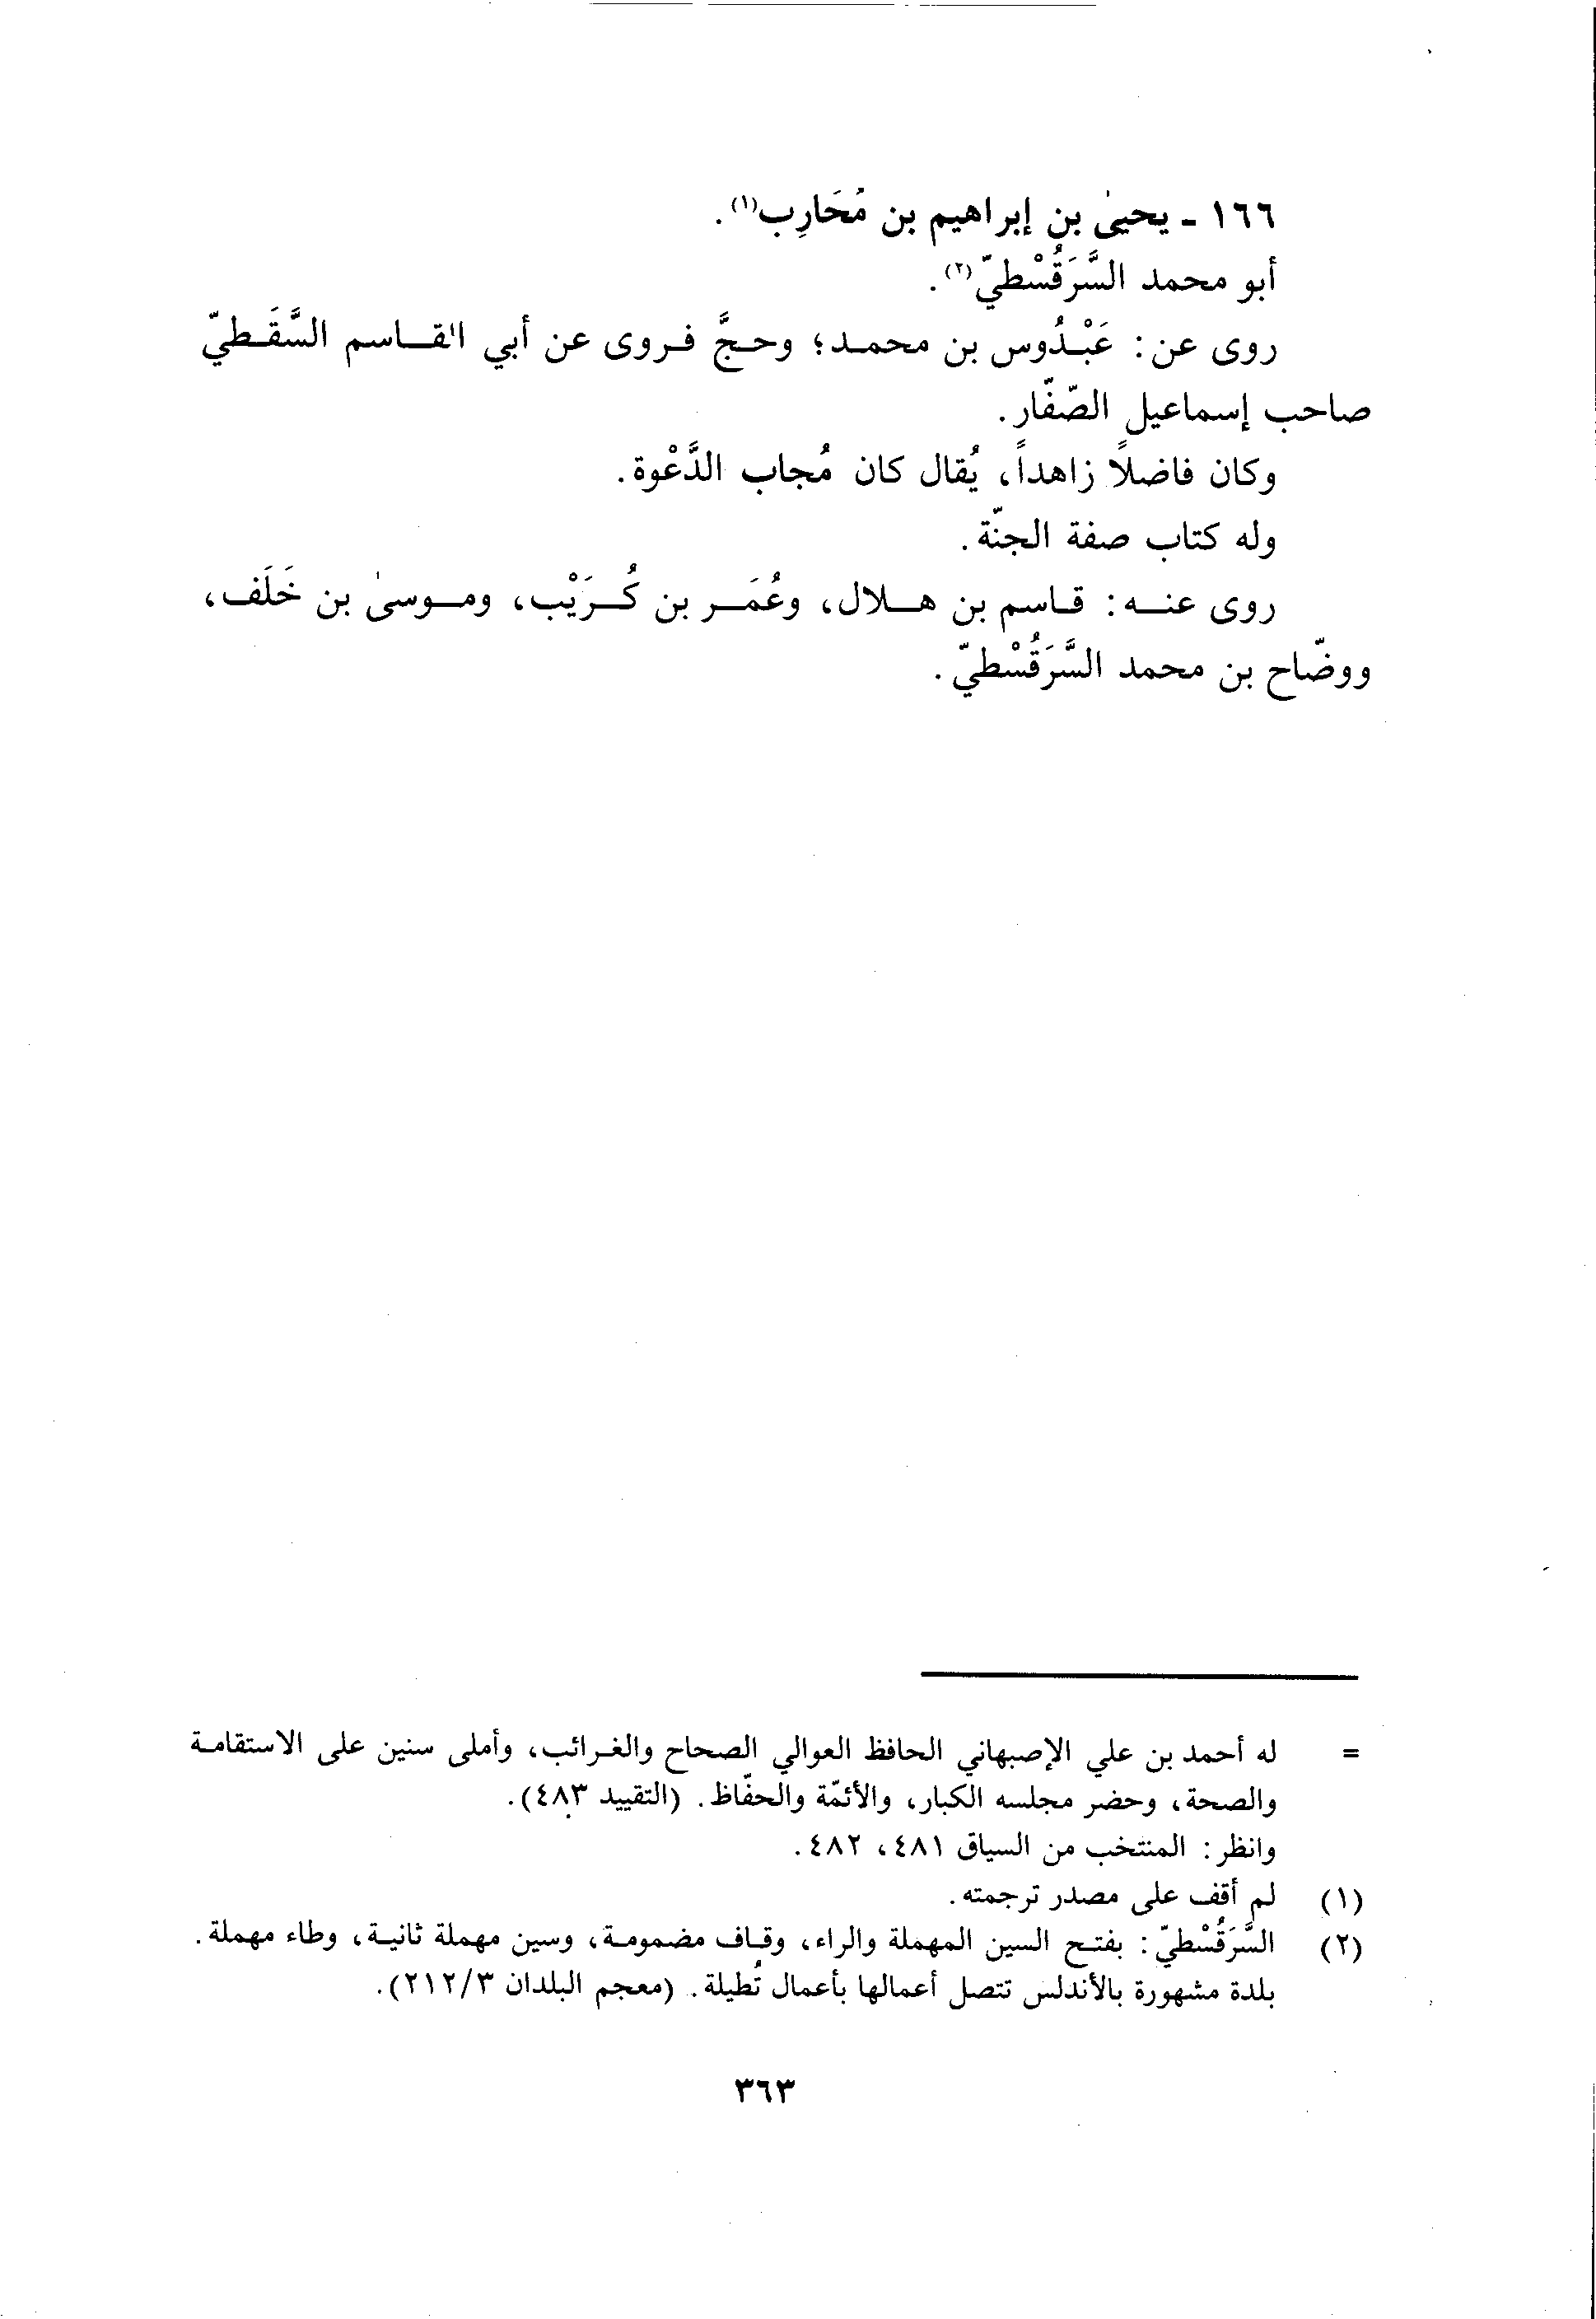 ١٦٦ - يحيىٰ بن إبراهيم بن مُحَارِب(١).
أبو محمد السَّرَقُسْطيّ(٢).
روى عن: عَبْدُوس بن محمد؛ وحجَّ فروى عن أبي القاسم السَّقَطيّ
صاحب إسماعيل الصّفّار.
وكان فاضلاً زاهداً، يُقال كان مُجاب الدَّعْوة.
وله كتاب صفة الجنّة.
روى عنه: قاسم بن هلال، وعُمَر بن كُرَيْب، وموسىٰ بن خَلَف،
ووضّاح بن محمد السَّرَقُسْطيّ.
= له أحمد بن علي الإصبهاني الحافظ العوالي الصحاح والغرائب، وأملى سنين على الاستقامة
والصحة، وحضر مجلسه الكبار، والأئمّة والحفّاظ. (التقييد ٤٨٣).
وانظر: المنتخب من السياق ٤٨١، ٤٨٢.
(١) لم أقف على مصدر ترجمته.
(٢) السَّرَقُسْطيّ: بفتح السين المهملة والراء، وقاف مضمومة، وسين مهملة ثانية، وطاء مهملة.
بلدة مشهورة بالأندلس تتصل أعمالها بأعمال تُطيلة. (معجم البلدان ٢١٢/٣).
٣٦٣